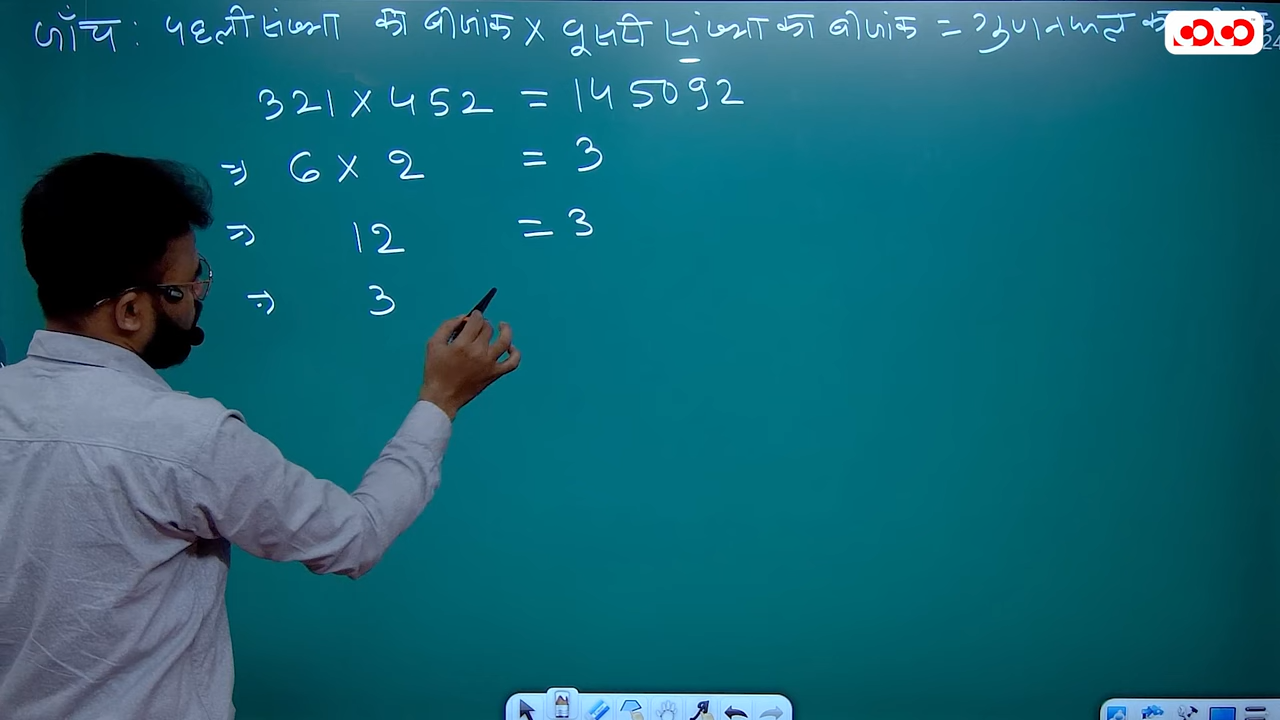 जाँच : पहली संख्या का बीजांक × दूसरी संख्या का बीजांक = गुणनफल का
321 × 452 = 145092
⇒ 6 × 2 = 3
⇒ 12 = 3
⇒ 3